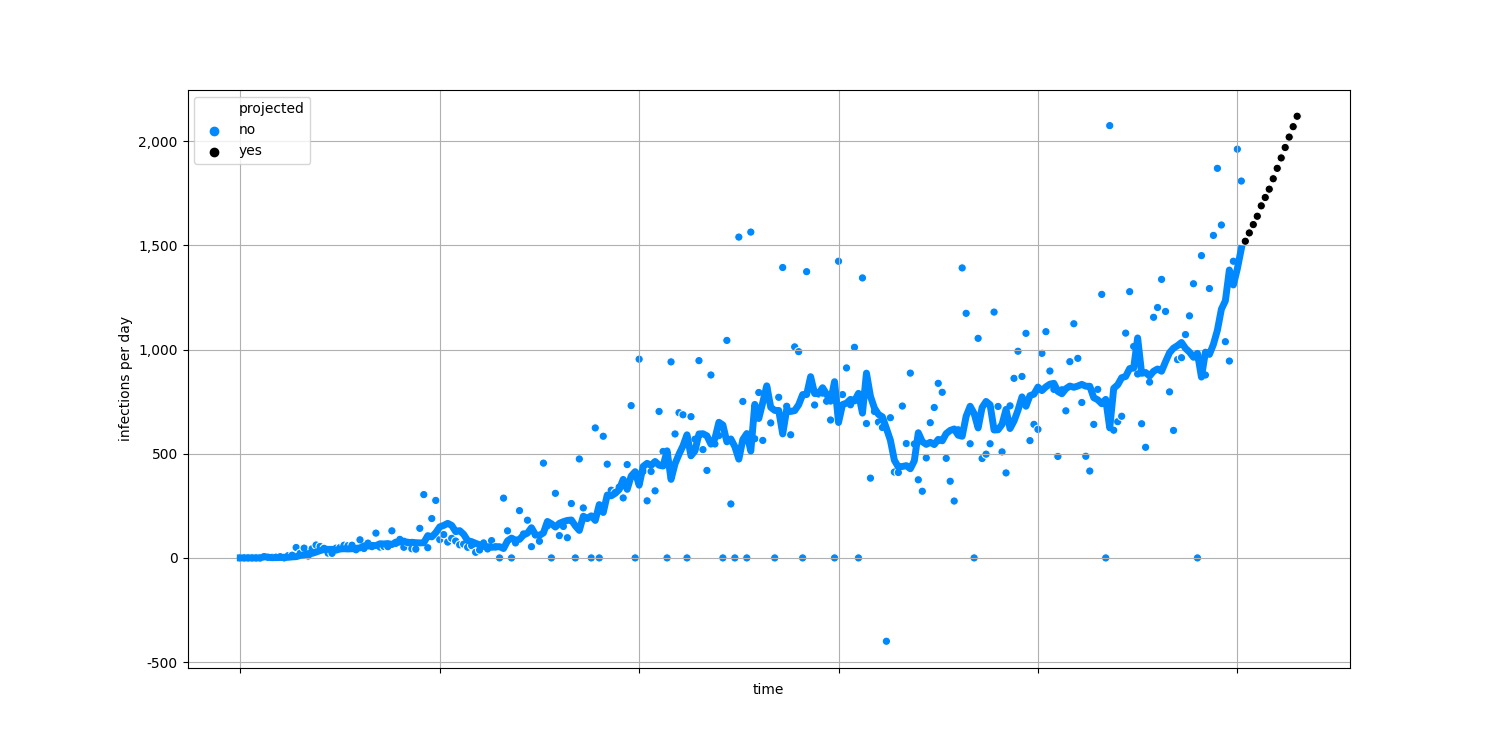 projected
no
yes
2,000
1,500
1,000
500
0
-500
infections per day
time